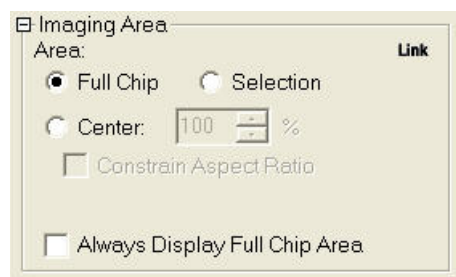 Imaging Area
Area: Link
Full Chip Selection
Center: 100 %
Constrain Aspect Ratio
Always Display Full Chip Area